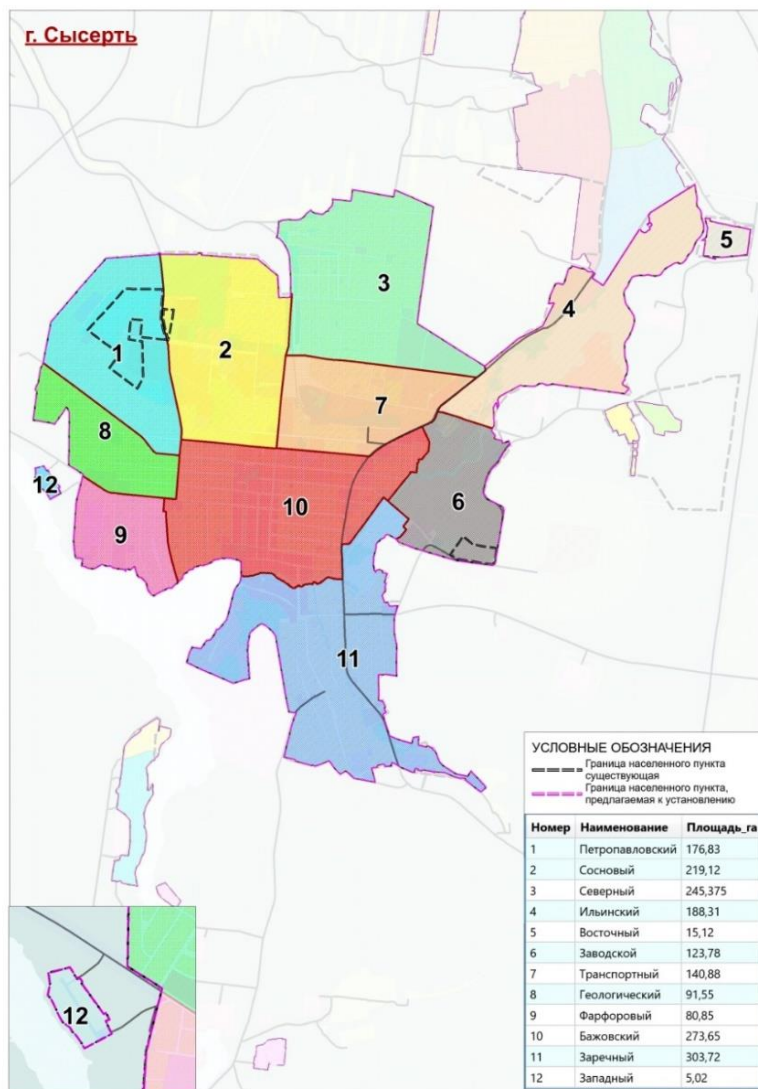 г. Сысерть
5
3
4
1
2
7
8
12
10
6
9
11
УСЛОВНЫЕ ОБОЗНАЧЕНИЯ
Граница населенного пункта
существующая
Граница населенного пункта,
предлагаемая к установлению
Номер Наименование Площадь_га
1 Петропавловский 176,83
2 Сосновый 219,12
3 Северный 245,375
4 Ильинский 188,31
5 Восточный 15,12
6 Заводской 123,78
7 Транспортный 140,88
8 Геологический 91,55
9 Фарфоровый 80,85
10 Бажовский 273,65
11 Заречный 303,72
12 Западный 5,02
12